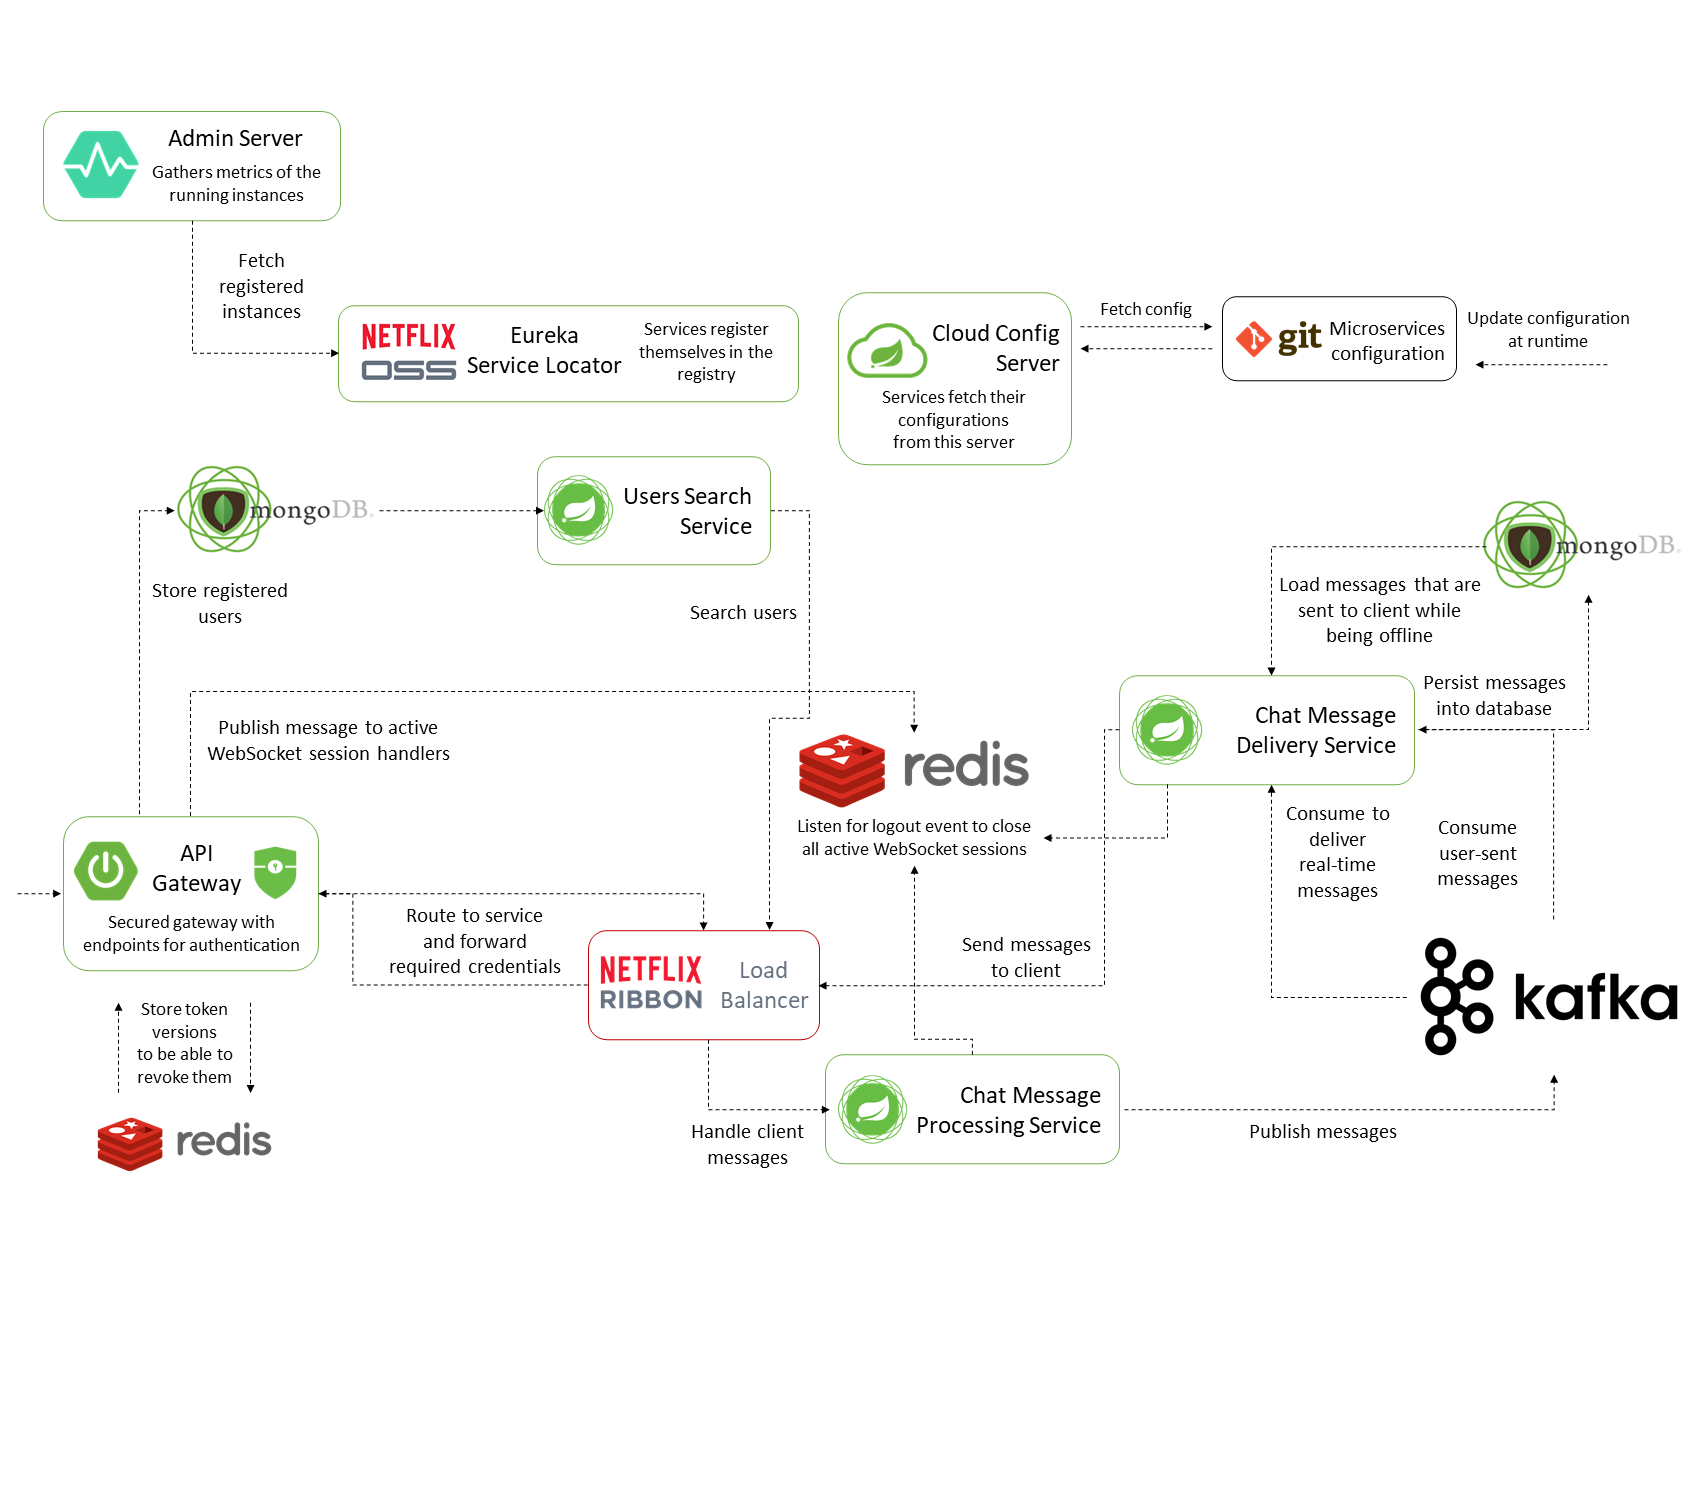 Admin Server
Gathers metrics of the
running instances
Fetch
registered
instances
NETFLIX
OSS
Eureka
Service Locator
Services register
themselves in the
registry
Cloud Config
Server
Services fetch their
configurations
from this server
Fetch config
git
Microservices
configuration
Update configuration
at runtime
mongoDB.
Store registered
users
Users Search
Service
Search users
mongoDB.
Load messages that are
sent to client while
being offline
Persist messages
into database
Publish message to active
WebSocket session handlers
redis
Listen for logout event to close
all active WebSocket sessions
Chat Message
Delivery Service
Consume to
deliver
real-time
messages
Consume
user-sent
messages
API
Gateway
Secured gateway with
endpoints for authentication
Route to service
and forward
required credentials
NETFLIX
RIBBON
Load
Balancer
Send messages
to client
kafka
Store token
versions
to be able to
revoke them
redis
Handle client
messages
Chat Message
Processing Service
Publish messages